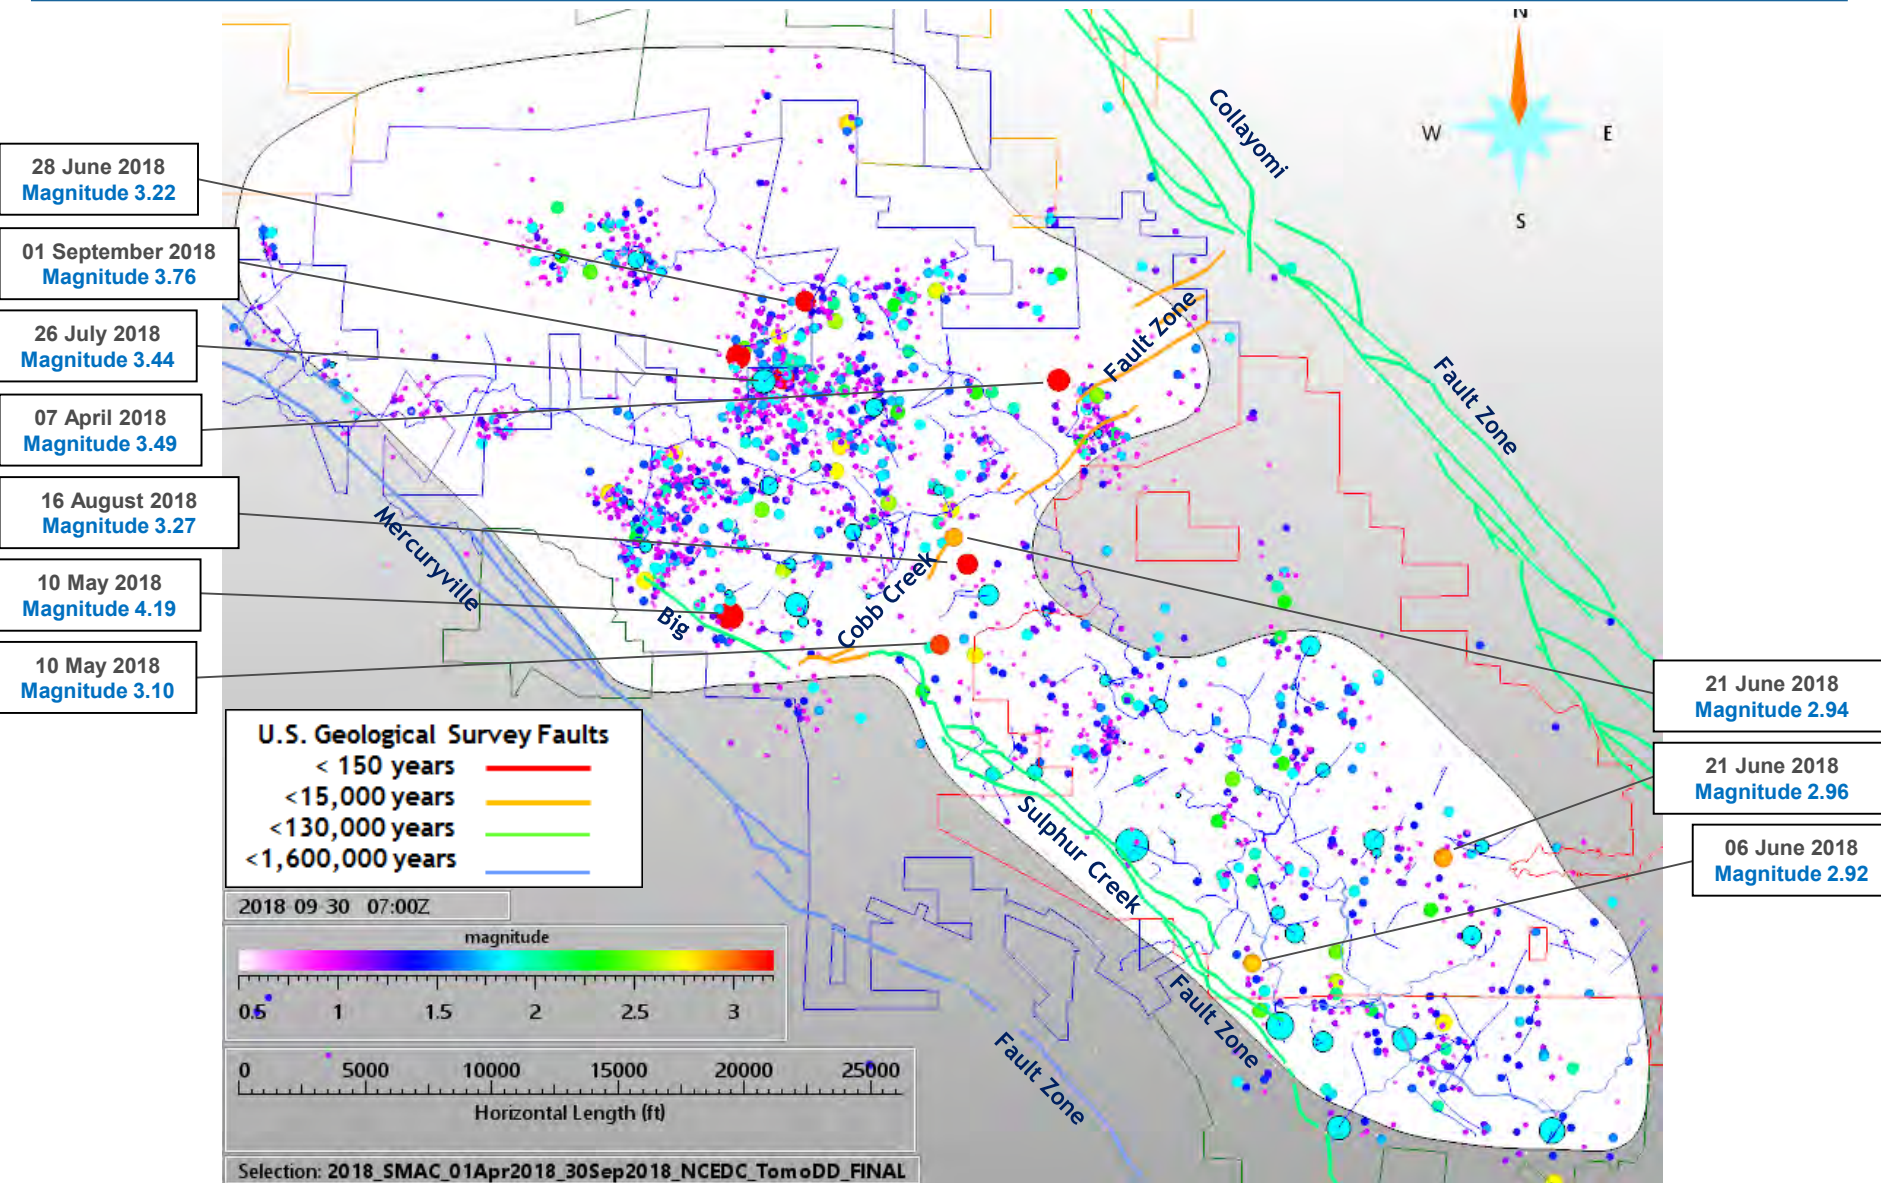 N
W
E
S
Collayomi
Fault Zone
Fault Zone
28 June 2018
Magnitude 3.22
01 September 2018
Magnitude 3.76
26 July 2018
Magnitude 3.44
07 April 2018
Magnitude 3.49
16 August 2018
Magnitude 3.27
10 May 2018
Magnitude 4.19
10 May 2018
Magnitude 3.10
Mercuryville
Big
Cobb Creek
Sulphur Creek
Fault Zone
Fault Zone
21 June 2018
Magnitude 2.94
21 June 2018
Magnitude 2.96
06 June 2018
Magnitude 2.92
U.S. Geological Survey Faults
< 150 years
<15,000 years
<130,000 years
<1,600,000 years
2018-09-30 07:00Z
magnitude
0.5 1 1.5 2 2.5 3
0 5000 10000 15000 20000 25000
Horizontal Length (ft)
Selection: 2018_SMAC_01Apr2018_30Sep2018_NCEDC_TomoDD_FINAL